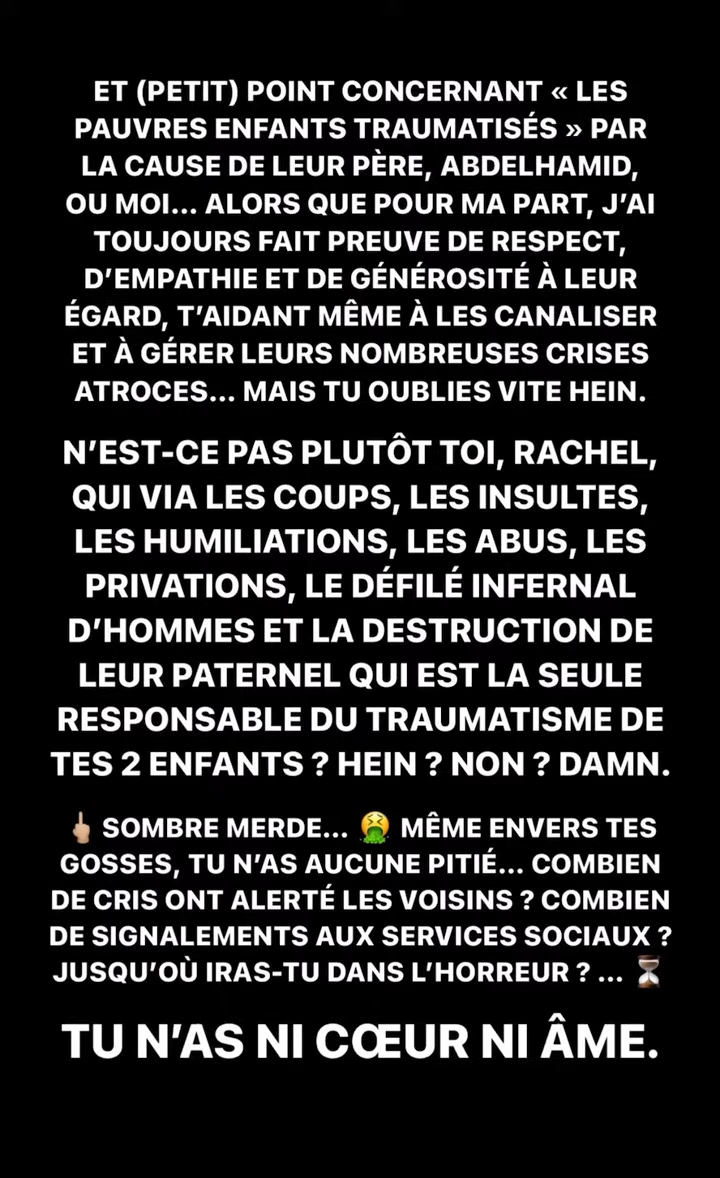 ET (PETIT) POINT CONCERNANT « LES
PAUVRES ENFANTS TRAUMATISÉS » PAR
LA CAUSE DE LEUR PÈRE, ABDELHAMID,
OU MOI... ALORS QUE POUR MA PART, J’AI
TOUJOURS FAIT PREUVE DE RESPECT,
D’EMPATHIE ET DE GÉNÉROSITÉ À LEUR
ÉGARD, T’AIDANT MÊME À LES CANALISER
ET À GÉRER LEURS NOMBREUSES CRISES
ATROCES... MAIS TU OUBLIES VITE HEIN.
N’EST-CE PAS PLUTÔT TOI, RACHEL,
QUI VIA LES COUPS, LES INSULTES,
LES HUMILIATIONS, LES ABUS, LES
PRIVATIONS, LE DÉFILÉ INFERNAL
D’HOMMES ET LA DESTRUCTION DE
LEUR PATERNEL QUI EST LA SEULE
RESPONSABLE DU TRAUMATISME DE
TES 2 ENFANTS ? HEIN ? NON ? DAMN.
🖕🏼 SOMBRE MERDE... 🤮 MÊME ENVERS TES
GOSSES, TU N’AS AUCUNE PITIÉ... COMBIEN
DE CRIS ONT ALERTÉ LES VOISINS ? COMBIEN
DE SIGNALEMENTS AUX SERVICES SOCIAUX ?
JUSQU’OÙ IRAS-TU DANS L’HORREUR ? ... ⏳
TU N’AS NI CŒUR NI ÂME.